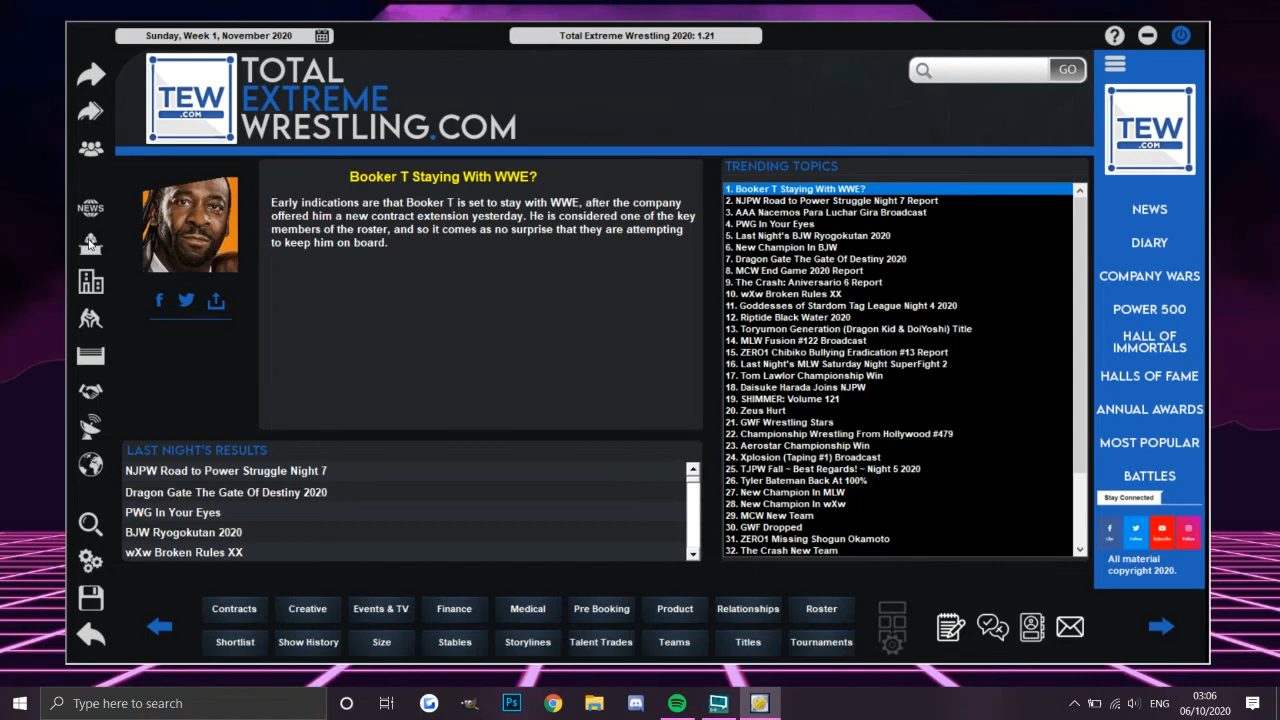 Sunday, Week 1, November 2020
Total Extreme Wrestling 2020: 1.21
TEW
.COM
TOTAL
EXTREME
WRESTLING.COM
GO
TEW
.COM
NEWS
Booker T Staying With WWE?
Early indications are that Booker T is set to stay with WWE, after the company
offered him a new contract extension yesterday. He is considered one of the key
members of the roster, and so it comes as no surprise that they are attempting
to keep him on board.
TRENDING TOPICS
1. Booker T Staying With WWE?
2. NJPW Road to Power Struggle Night 7 Report
3. AAA Nacemos Para Luchar Gira Broadcast
4. PWG In Your Eyes
5. Last Night's BJW Ryogokutan 2020
6. New Champion In BJW
7. Dragon Gate The Gate Of Destiny 2020
8. MCW End Game 2020 Report
9. The Crash: Aniversario 6 Report
10. wXw Broken Rules XX
11. Goddesses of Stardom Tag League Night 4 2020
12. Riptide Black Water 2020
13. Toryumon Generation (Dragon Kid & DoiYoshi) Title
14. MLW Fusion #122 Broadcast
15. ZERO1 Chibiko Bullying Eradication #13 Report
16. Last Night's MLW Saturday Night SuperFight 2
17. Tom Lawlor Championship Win
18. Daisuke Harada Joins NJPW
19. SHIMMER: Volume 121
20. Zeus Hurt
21. GWF Wrestling Stars
22. Championship Wrestling From Hollywood #479
23. Aerostar Championship Win
24. Xplosion (Taping #1) Broadcast
25. TJPW Fall ~ Best Regards! ~ Night 5 2020
26. Tyler Bateman Back At 100%
27. New Champion In MLW
28. New Champion In wXw
29. MCW New Team
30. GWF Dropped
31. ZERO1 Missing Shogun Okamoto
32. The Crash New Team
LAST NIGHT'S RESULTS
NJPW Road to Power Struggle Night 7
Dragon Gate The Gate Of Destiny 2020
PWG In Your Eyes
BJW Ryogokutan 2020
wXw Broken Rules XX
NEWS
DIARY
COMPANY WARS
POWER 500
HALL OF
IMMORTALS
HALLS OF FAME
ANNUAL AWARDS
MOST POPULAR
BATTLES
Stay Connected
Like
Follow
Subscribe
Follow
All material
copyright 2020.
Contracts
Creative
Events & TV
Finance
Medical
Pre Booking
Product
Relationships
Roster
Shortlist
Show History
Size
Stables
Storylines
Talent Trades
Teams
Titles
Tournaments
Type here to search
Ps
ENG
03:06
06/10/2020